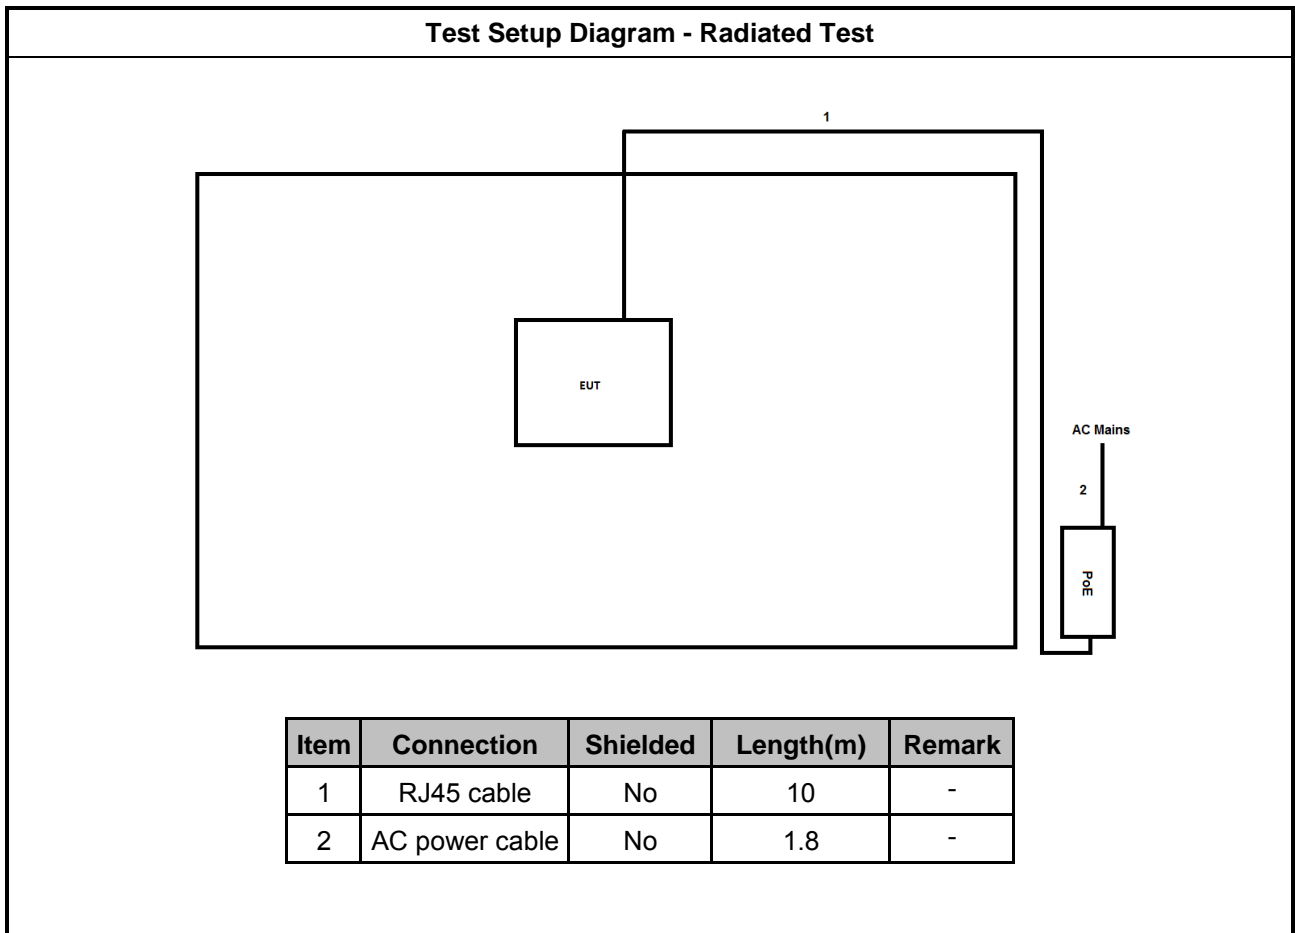 Test Setup Diagram - Radiated Test
1
EUT
AC Mains
2
PoE
Item Connection Shielded Length(m) Remark
1 RJ45 cable No 10 -
2 AC power cable No 1.8 -